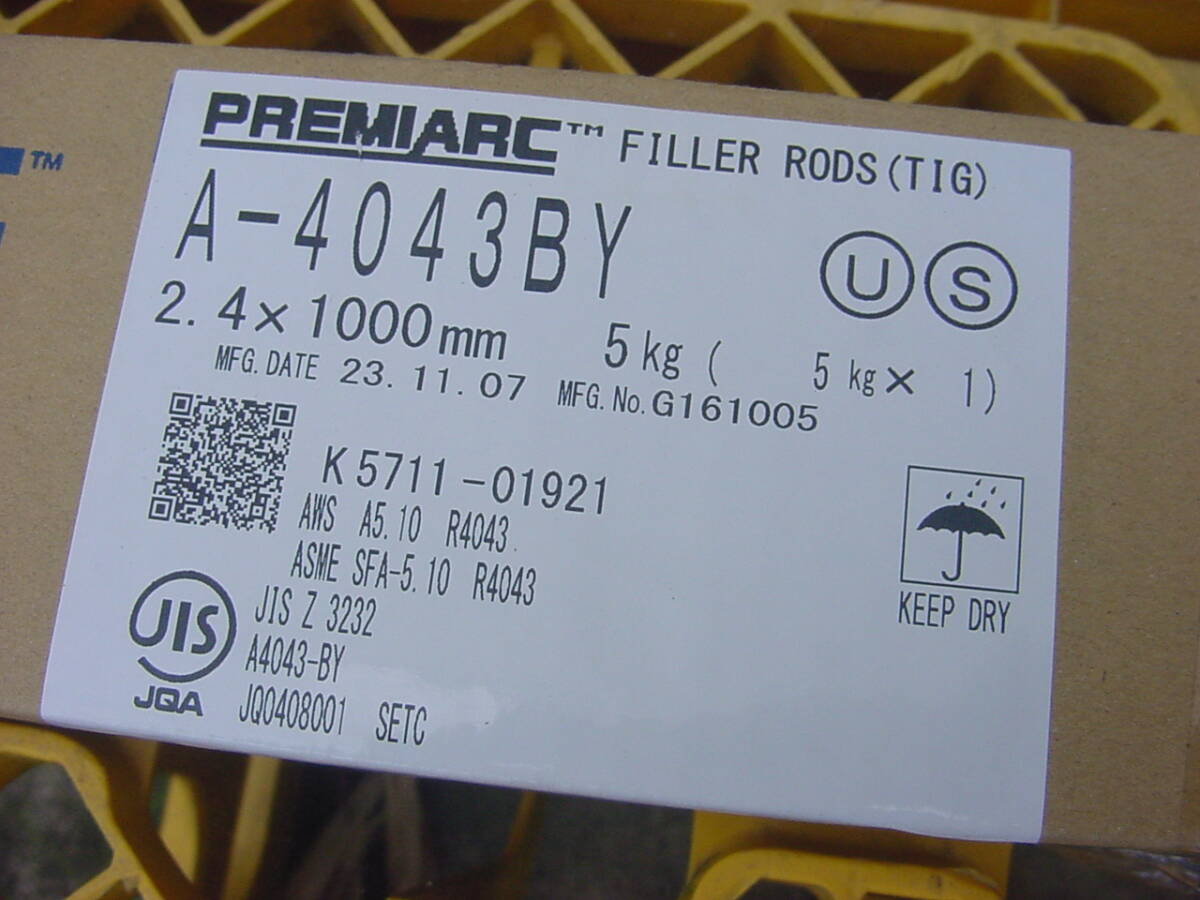 ™
PREMIARC™ FILLER RODS(TIG)
A-4043BY
U S
2.4×1000mm 5kg( 5kg× 1)
MFG.DATE 23.11.07 MFG.No.G161005
K5711-01921
AWS A5.10 R4043
ASME SFA-5.10 R4043
JIS Z 3232
A4043-BY
JQ0408001 SETC
JIS
JQA
KEEP DRY